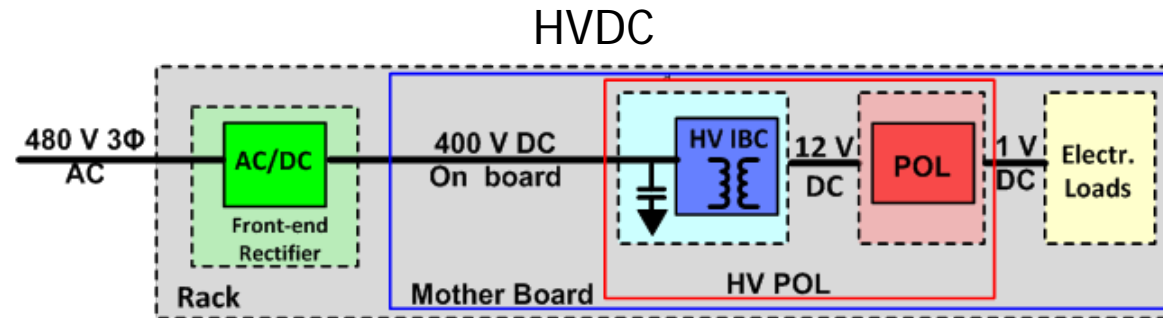 HVDC
480 V 3Φ
AC
AC/DC
Front-end
Rectifier
Rack
400 V DC
On board
Mother Board
HV IBC
12 V
DC
POL
HV POL
1 V
DC
Electr.
Loads